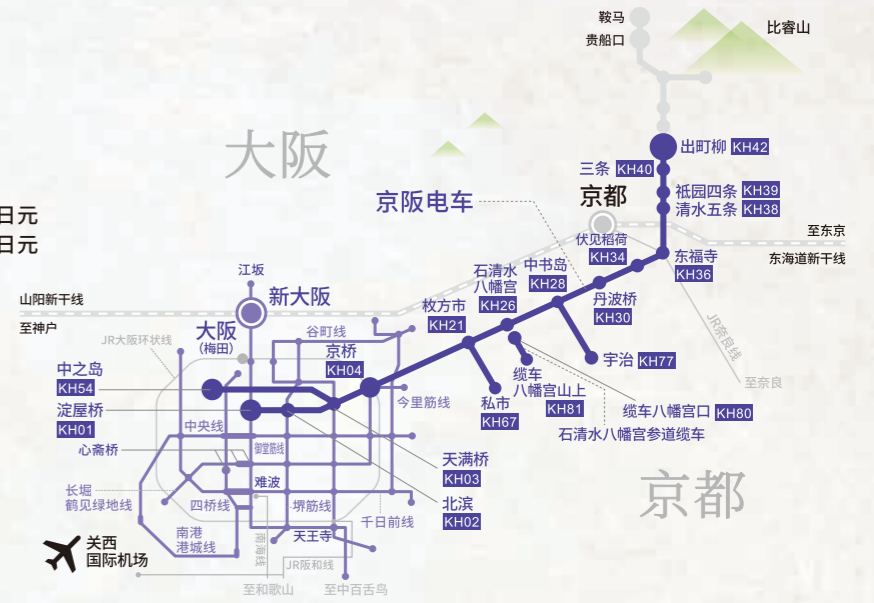 鞍马
贵船口
比睿山
大阪
出町柳 KH42
三条 KH40
京都
祇园四条 KH39
清水五条 KH38
京阪电车
日元
日元
至东京
东海道新干线
伏见稻荷
KH34
东福寺
KH36
江坂
新大阪
石清水
八幡宫
KH26
中书岛
KH28
丹波桥
KH30
山阳新干线
至神户
枚方市
KH21
JR大阪环状线
大阪
(梅田)
谷町线
京桥
KH04
JR奈良线
至奈良
宇治 KH77
中之岛
KH54
淀屋桥
KH01
今里筋线
私市
KH67
缆车
八幡宫山上
KH81
缆车八幡宫口 KH80
石清水八幡宫参道缆车
中央线
心斋桥
御堂筋线
天满桥
KH03
北滨
KH02
京都
长堀
鹤见绿地线
难波
四桥线
堺筋线
千日前线
南港
港城线
南海线
天王寺
JR阪和线
关西
国际机场
至和歌山
至中百舌鸟